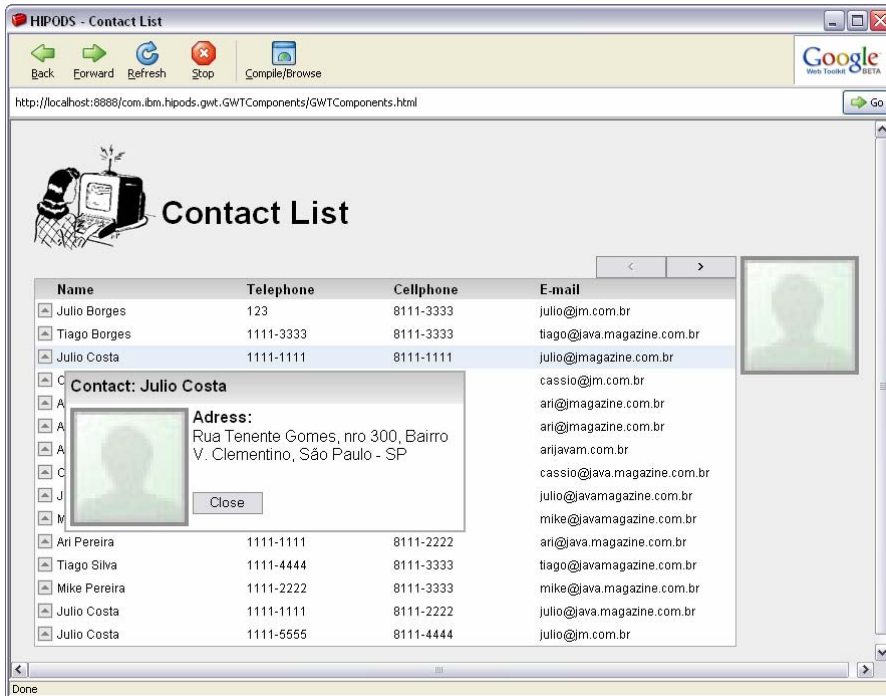 HIPODS - Contact List
Back Forward Refresh Stop Compile/Browse
Google
Web Toolkit BETA
http://localhost:8888/com.ibm.hipods.gwt.GWTComponents/GWTComponents.html Go
Contact List
< >
Name Telephone Cellphone E-mail
Julio Borges 123 8111-3333 julio@jm.com.br
Tiago Borges 1111-3333 8111-3333 tiago@java.magazine.com.br
Julio Costa 1111-1111 8111-1111 julio@jmagazine.com.br
C cassio@jm.com.br
A ari@jmagazine.com.br
A ari@jmagazine.com.br
A arijavam.com.br
C cassio@java.magazine.com.br
J julio@javamagazine.com.br
M mike@javamagazine.com.br
Contact: Julio Costa
Adress:
Rua Tenente Gomes, nro 300, Bairro
V. Clementino, São Paulo - SP
Close
Ari Pereira 1111-1111 8111-2222 ari@java.magazine.com.br
Tiago Silva 1111-4444 8111-3333 tiago@javamagazine.com.br
Mike Pereira 1111-2222 8111-3333 mike@java.magazine.com.br
Julio Costa 1111-1111 8111-2222 julio@java.magazine.com.br
Julio Costa 1111-5555 8111-4444 julio@jm.com.br
Done